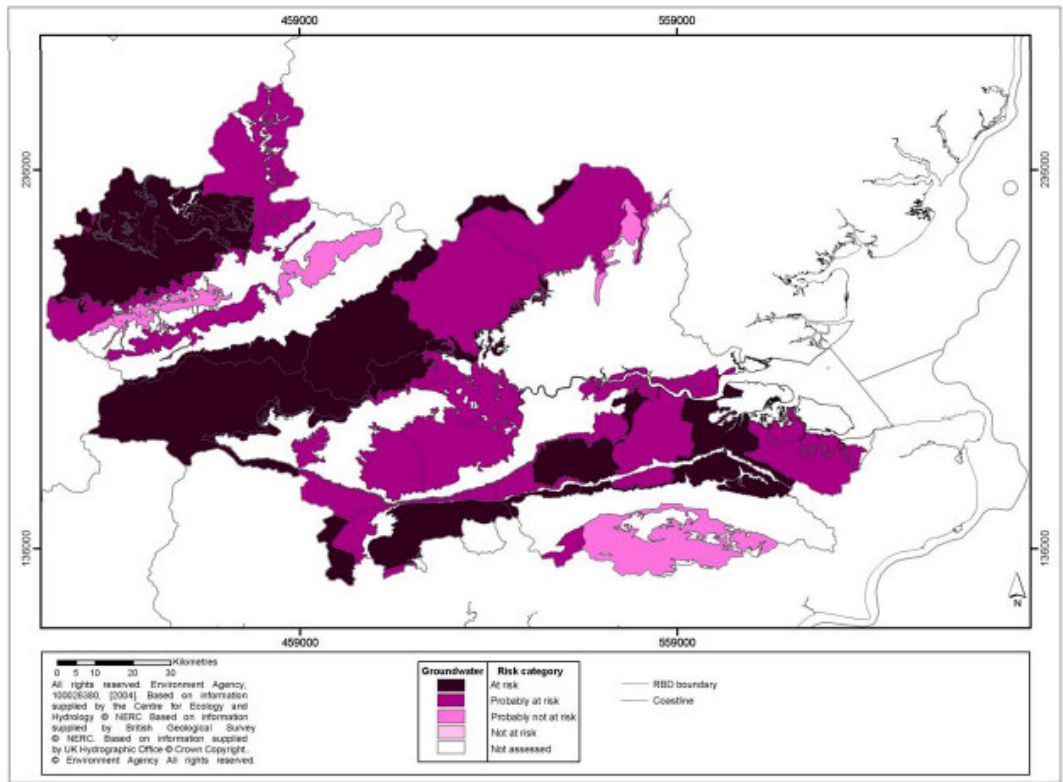 459000
559000
236000
236000
136000
136000
N
459000
559000
Kilometres
0 5 10 20 30
All rights reserved. Environment Agency,
100026380, [2004]. Based on information
supplied by the Centre for Ecology and
Hydrology © NERC Based on information
supplied by British Geological Survey
© NERC. Based on information supplied
by UK Hydrographic Office © Crown Copyright.
© Environment Agency All rights reserved.
Groundwater Risk category
At risk
Probably at risk
Probably not at risk
Not at risk
Not assessed
RBD boundary
Coastline